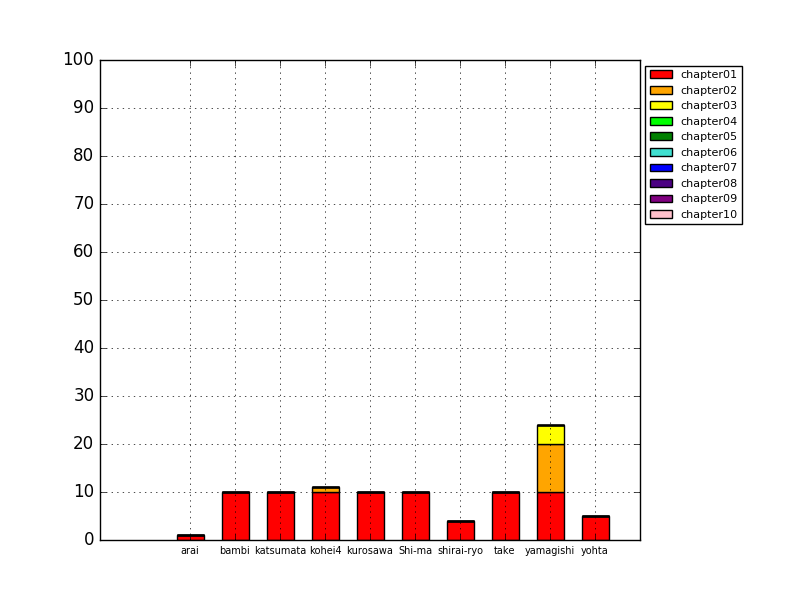 100
90
80
70
60
50
40
30
20
10
0
arai bambi katsumata kohei4 kurosawa Shi-ma shirai-ryo take yamagishi yohta
chapter01
chapter02
chapter03
chapter04
chapter05
chapter06
chapter07
chapter08
chapter09
chapter10